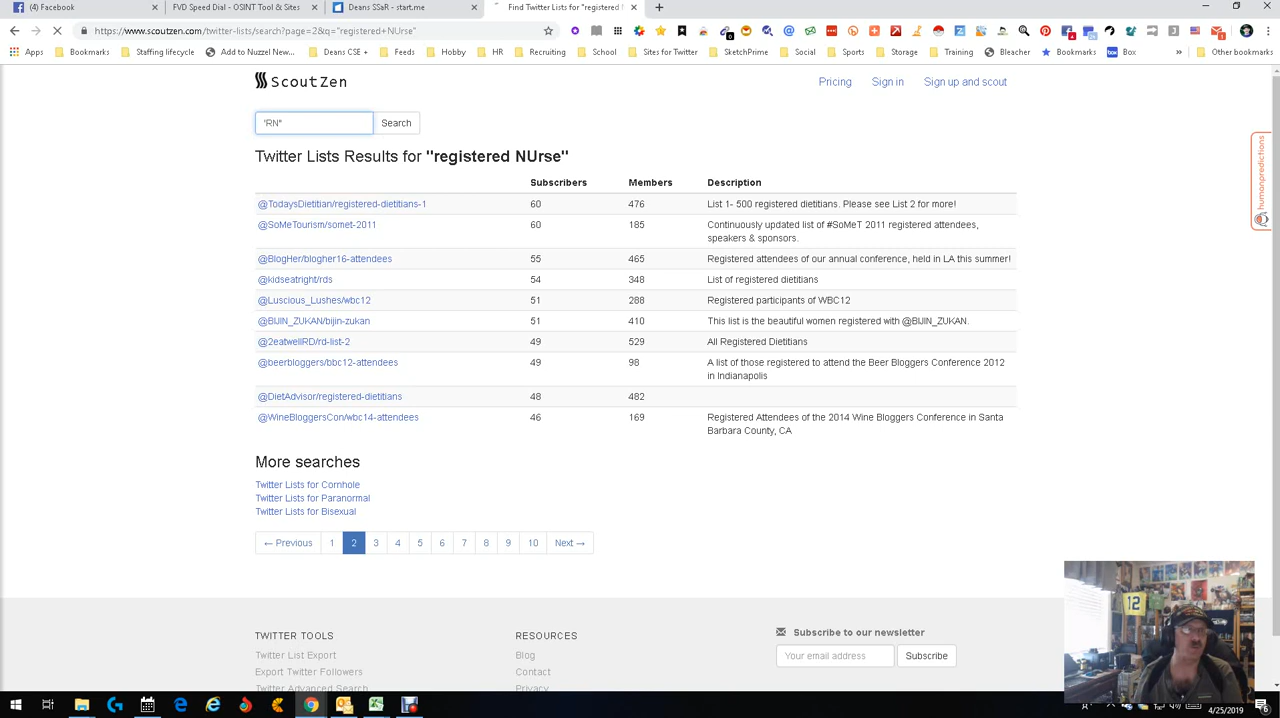 (4) Facebook
FVD Speed Dial - OSINT Tool & Sites
Deans SSaR - start.me
Find Twitter Lists for "registered
https://www.scoutzen.com/twitter-lists/search?page=2&q="registered+NUrse"
Apps
Bookmarks
Staffing lifecycle
Add to Nuzzel New...
Deans CSE
Feeds
Hobby
HR
Recruiting
School
Sites for Twitter
SketchPrime
Social
Sports
Storage
Training
Bleacher
Bookmarks
Box
»
Other bookmarks
ScoutZen
Pricing
Sign in
Sign up and scout
"RN"
Search
Twitter Lists Results for "registered NUrse"
Subscribers Members Description
@TodaysDietitian/registered-dietitians-1 60 476 List 1- 500 registered dietitians. Please see List 2 for more!
@SoMeTourism/somet-2011 60 185 Continuously updated list of #SoMeT 2011 registered attendees,
speakers & sponsors.
@BlogHer/blogher16-attendees 55 465 Registered attendees of our annual conference, held in LA this summer!
@kidseatright/rds 54 348 List of registered dietitians
@Luscious_Lushes/wbc12 51 288 Registered participants of WBC12
@BIJIN_ZUKAN/bijin-zukan 51 410 This list is the beautiful women registered with @BIJIN_ZUKAN.
@2eatwellRD/rd-list-2 49 529 All Registered Dietitians
@beerbloggers/bbc12-attendees 49 98 A list of those registered to attend the Beer Bloggers Conference 2012
in Indianapolis
@DietAdvisor/registered-dietitians 48 482
@WineBloggersCon/wbc14-attendees 46 169 Registered Attendees of the 2014 Wine Bloggers Conference in Santa
Barbara County, CA
More searches
Twitter Lists for Cornhole
Twitter Lists for Paranormal
Twitter Lists for Bisexual
← Previous 1 2 3 4 5 6 7 8 9 10 Next →
humanpredictions
TWITTER TOOLS
Twitter List Export
Export Twitter Followers
Twitter Advanced Search
RESOURCES
Blog
Contact
Privacy
Subscribe to our newsletter
Your email address
Subscribe
12
4/25/2019